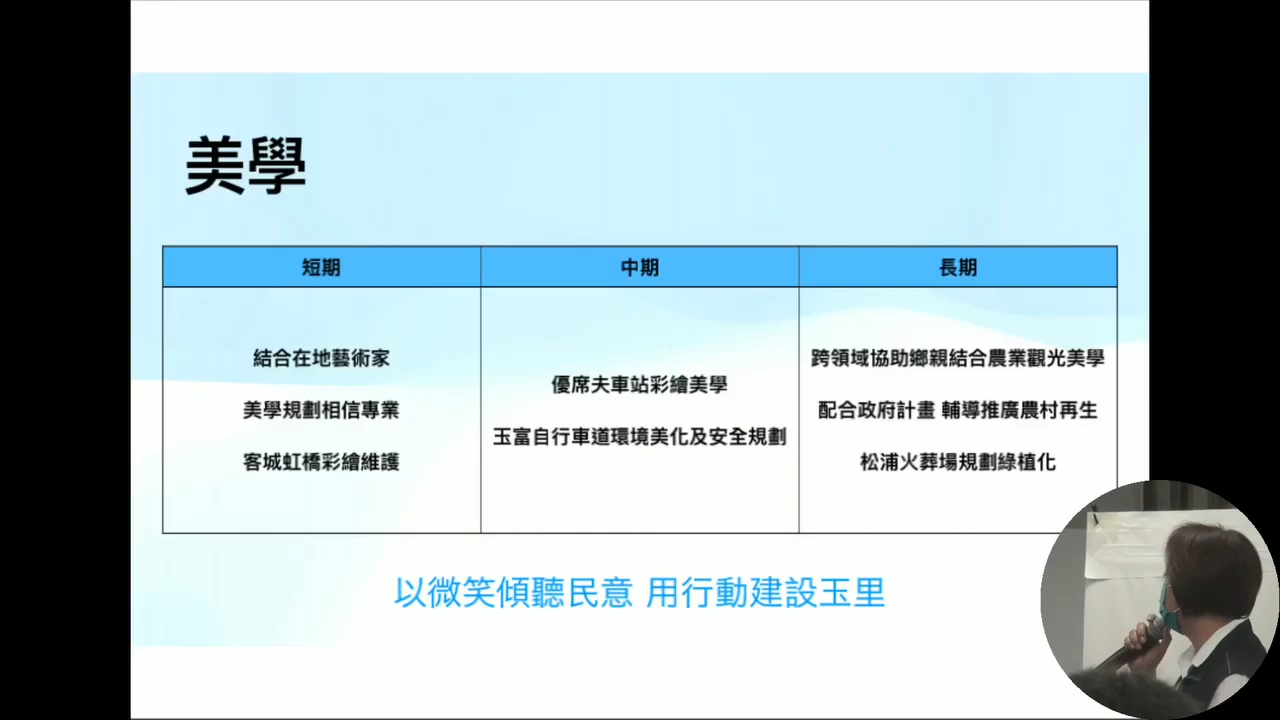 美學
短期
中期
長期
結合在地藝術家
美學規劃相信專業
客城虹橋彩繪維護
優席夫車站彩繪美學
玉富自行車道環境美化及安全規劃
跨領域協助鄉親結合農業觀光美學
配合政府計畫 輔導推廣農村再生
松浦火葬場規劃綠植化
以微笑傾聽民意 用行動建設玉里